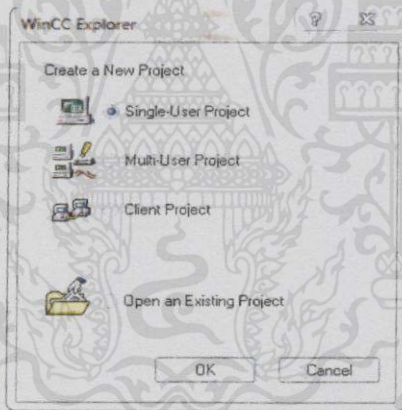 WinCC Explorer
Create a New Project
Single-User Project
Multi-User Project
Client Project
Open an Existing Project
OK Cancel